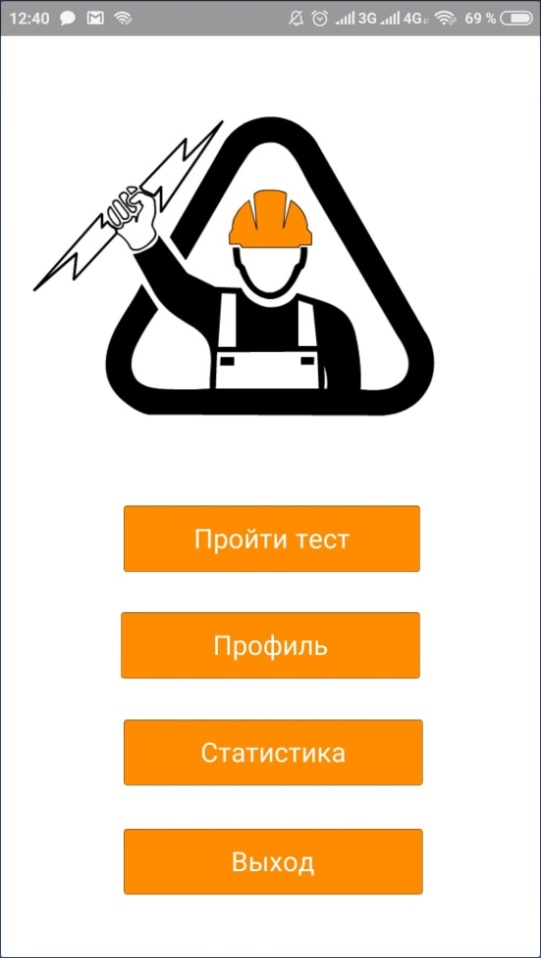 12:40 3G 4G 69 %
Пройти тест
Профиль
Статистика
Выход